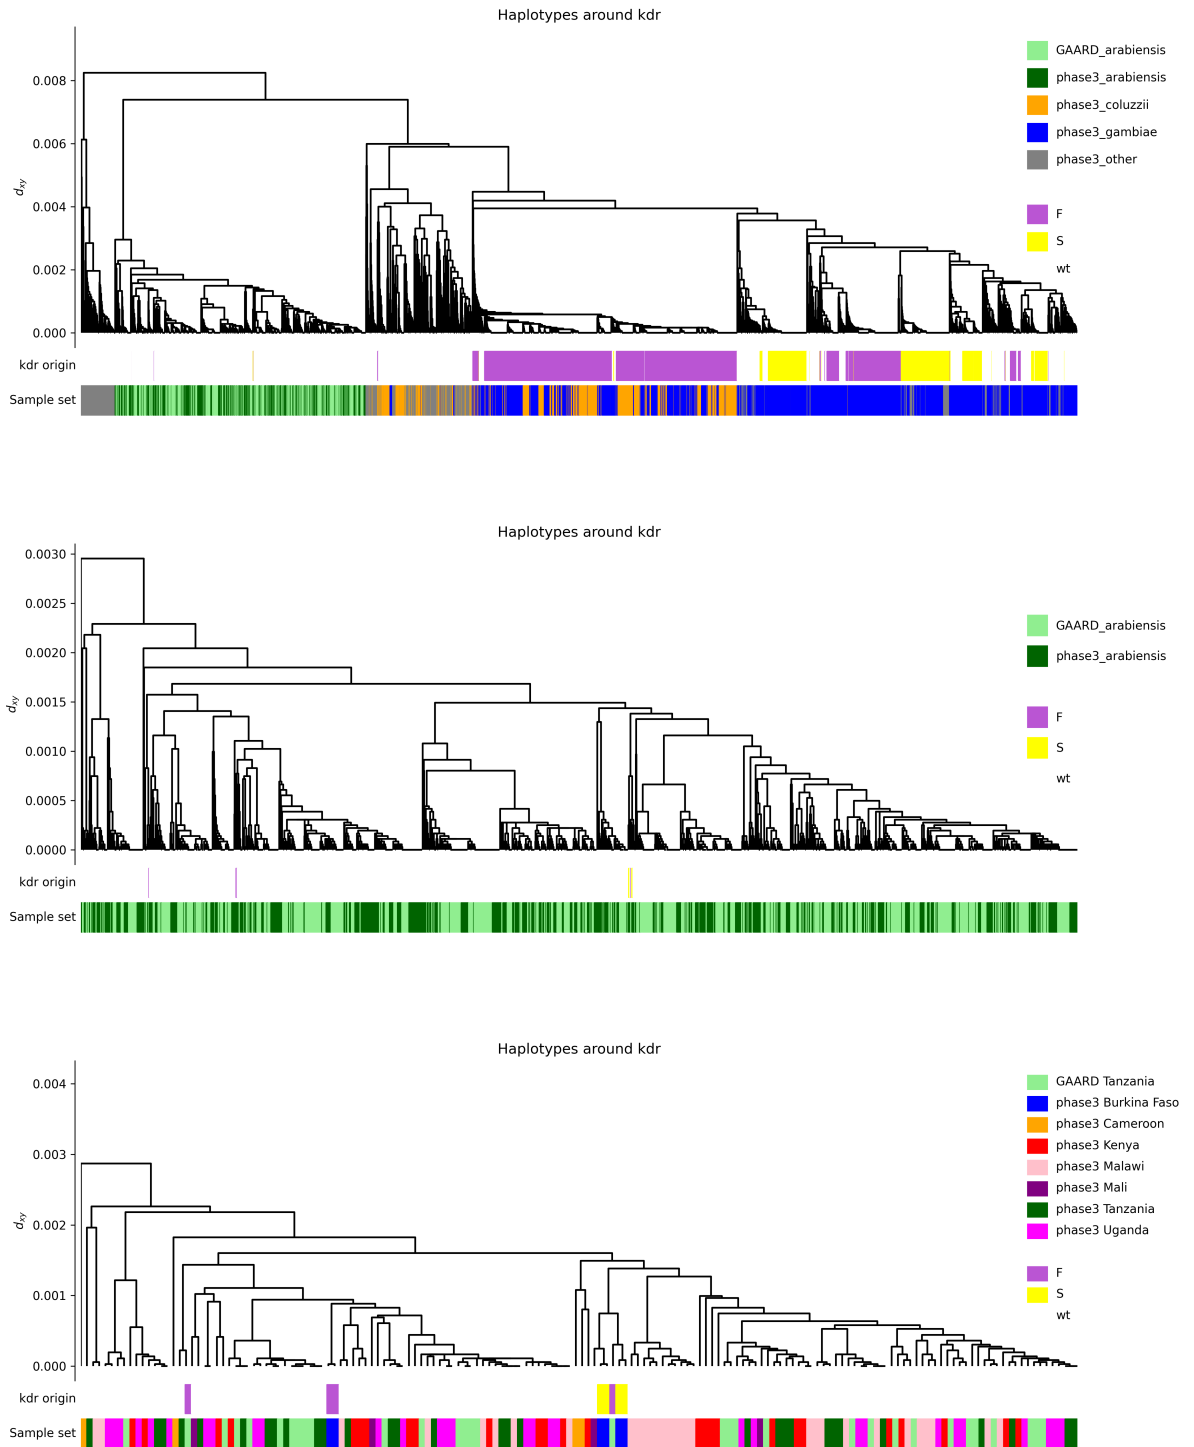 Haplotypes around kdr
GAARD_arabiensis
phase3_arabiensis
phase3_coluzzii
phase3_gambiae
phase3_other
F
S
wt
0.008
0.006
0.004
0.002
0.000
dxy
kdr origin
Sample set
Haplotypes around kdr
GAARD_arabiensis
phase3_arabiensis
F
S
wt
0.0030
0.0025
0.0020
0.0015
0.0010
0.0005
0.0000
dxy
kdr origin
Sample set
Haplotypes around kdr
GAARD Tanzania
phase3 Burkina Faso
phase3 Cameroon
phase3 Kenya
phase3 Malawi
phase3 Mali
phase3 Tanzania
phase3 Uganda
F
S
wt
0.004
0.003
0.002
0.001
0.000
dxy
kdr origin
Sample set